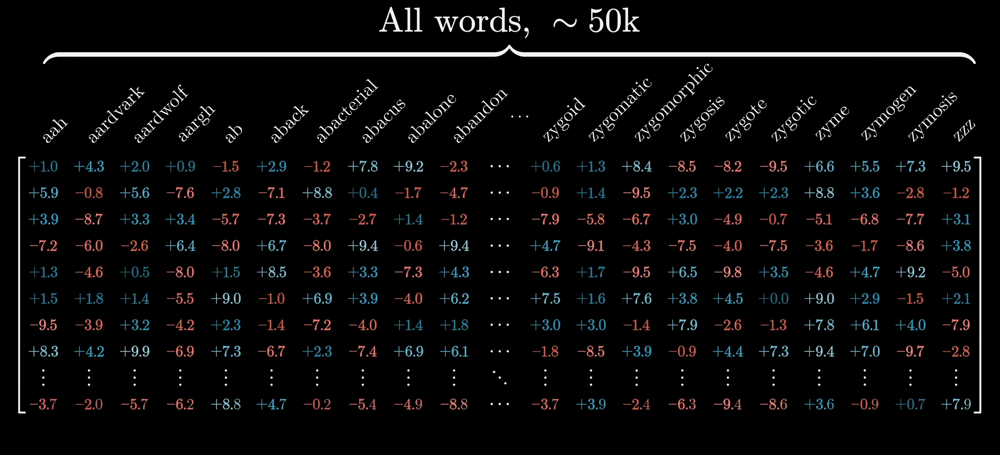 All words, ∼ 50k
aah aardvark aardwolf aargh ab aback abacterial abacus abalone abandon ⋯ zygoid zygomatic zygomorphic zygosis zygote zygotic zyme zymogen zymosis zzz
+1.0 +4.3 +2.0 +0.9 −1.5 +2.9 −1.2 +7.8 +9.2 −2.3 ⋯ +0.6 +1.3 +8.4 −8.5 −8.2 −9.5 +6.6 +5.5 +7.3 +9.5
+5.9 −0.8 +5.6 −7.6 +2.8 −7.1 +8.8 +0.4 −1.7 −4.7 ⋯ −0.9 +1.4 −9.5 +2.3 +2.2 +2.3 +8.8 +3.6 −2.8 −1.2
+3.9 −8.7 +3.3 +3.4 −5.7 −7.3 −3.7 −2.7 +1.4 −1.2 ⋯ −7.9 −5.8 −6.7 +3.0 −4.9 −0.7 −5.1 −6.8 −7.7 +3.1
−7.2 −6.0 −2.6 +6.4 −8.0 +6.7 −8.0 +9.4 −0.6 +9.4 ⋯ +4.7 −9.1 −4.3 −7.5 −4.0 −7.5 −3.6 −1.7 −8.6 +3.8
+1.3 −4.6 +0.5 −8.0 +1.5 +8.5 −3.6 +3.3 −7.3 +4.3 ⋯ −6.3 +1.7 −9.5 +6.5 −9.8 +3.5 −4.6 +4.7 +9.2 −5.0
+1.5 +1.8 +1.4 −5.5 +9.0 −1.0 +6.9 +3.9 −4.0 +6.2 ⋯ +7.5 +1.6 +7.6 +3.8 +4.5 +0.0 +9.0 +2.9 −1.5 +2.1
−9.5 −3.9 +3.2 −4.2 +2.3 −1.4 −7.2 −4.0 +1.4 +1.8 ⋯ +3.0 +3.0 −1.4 +7.9 −2.6 −1.3 +7.8 +6.1 +4.0 −7.9
+8.3 +4.2 +9.9 −6.9 +7.3 −6.7 +2.3 −7.4 +6.9 +6.1 ⋯ −1.8 −8.5 +3.9 −0.9 +4.4 +7.3 +9.4 +7.0 −9.7 −2.8
⋮ ⋮ ⋮ ⋮ ⋮ ⋮ ⋮ ⋮ ⋮ ⋮ ⋱ ⋮ ⋮ ⋮ ⋮ ⋮ ⋮ ⋮ ⋮ ⋮ ⋮
−3.7 −2.0 −5.7 −6.2 +8.8 +4.7 −0.2 −5.4 −4.9 −8.8 ⋯ −3.7 +3.9 −2.4 −6.3 −9.4 −8.6 +3.6 −0.9 +0.7 +7.9